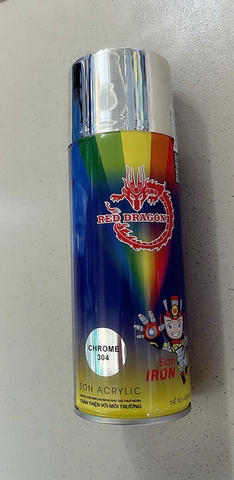 RED DRAGON
CHROME
304
Sơn
IRON
SƠN ACRYLIC
THÂN THIỆN VỚI MÔI TRƯỜNG